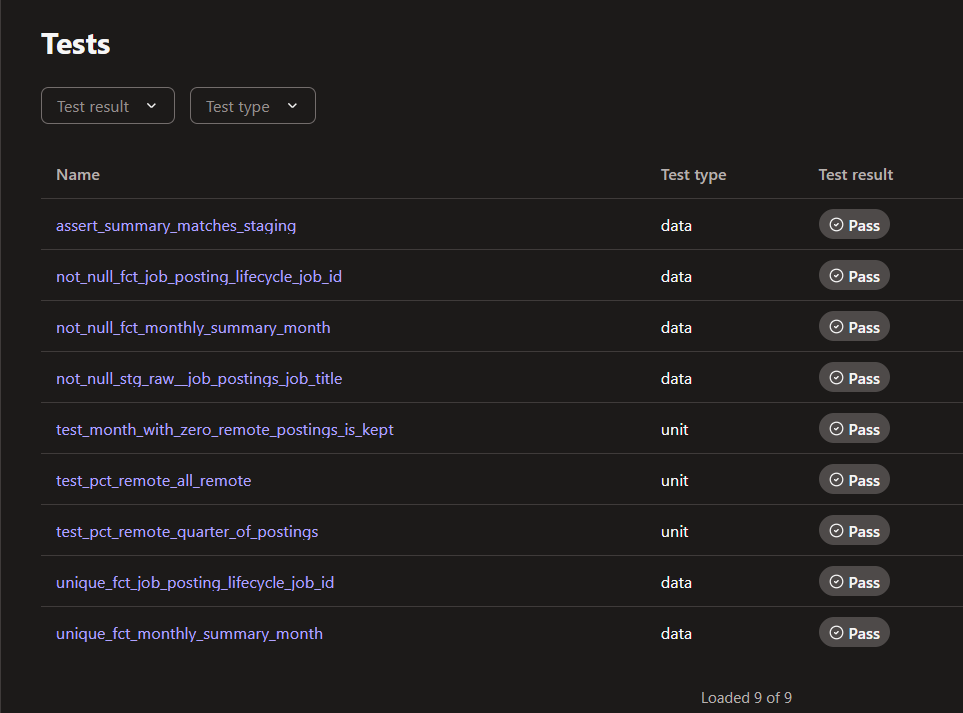 Tests
Test result Test type
Name Test type Test result
assert_summary_matches_staging data Pass
not_null_fct_job_posting_lifecycle_job_id data Pass
not_null_fct_monthly_summary_month data Pass
not_null_stg_raw__job_postings_job_title data Pass
test_month_with_zero_remote_postings_is_kept unit Pass
test_pct_remote_all_remote unit Pass
test_pct_remote_quarter_of_postings unit Pass
unique_fct_job_posting_lifecycle_job_id data Pass
unique_fct_monthly_summary_month data Pass
Loaded 9 of 9